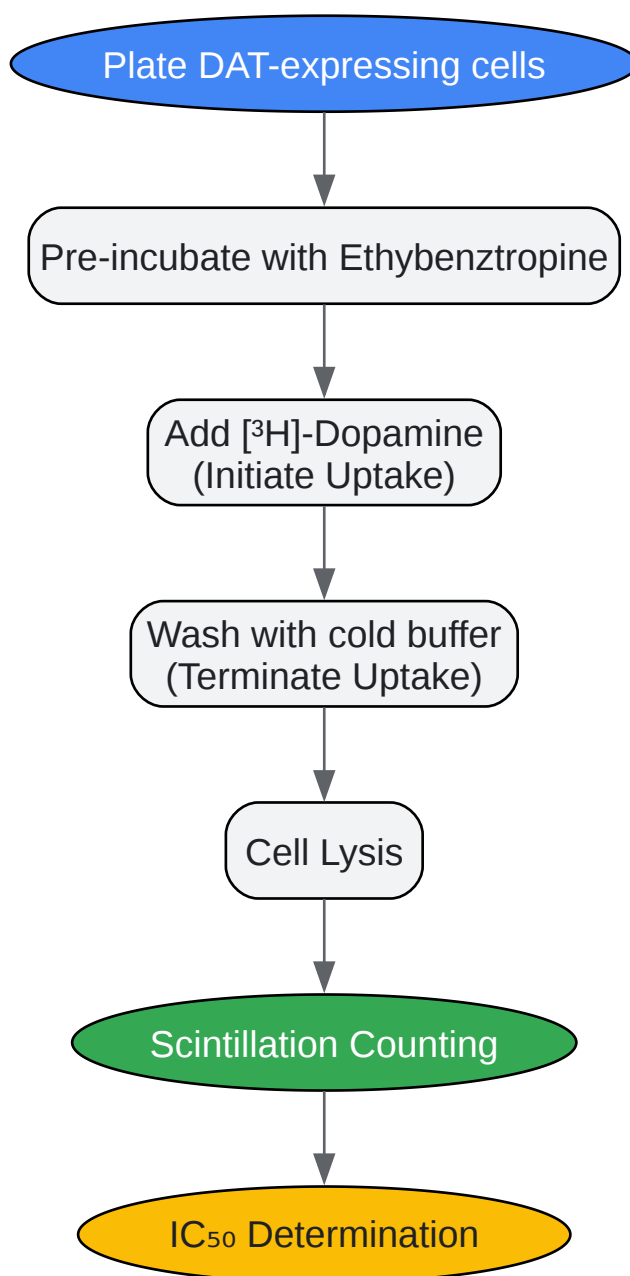 Plate DAT-expressing cells
Pre-incubate with Ethybenztropine
Add [³H]-Dopamine
(Initiate Uptake)
Wash with cold buffer
(Terminate Uptake)
Cell Lysis
Scintillation Counting
IC₅₀ Determination